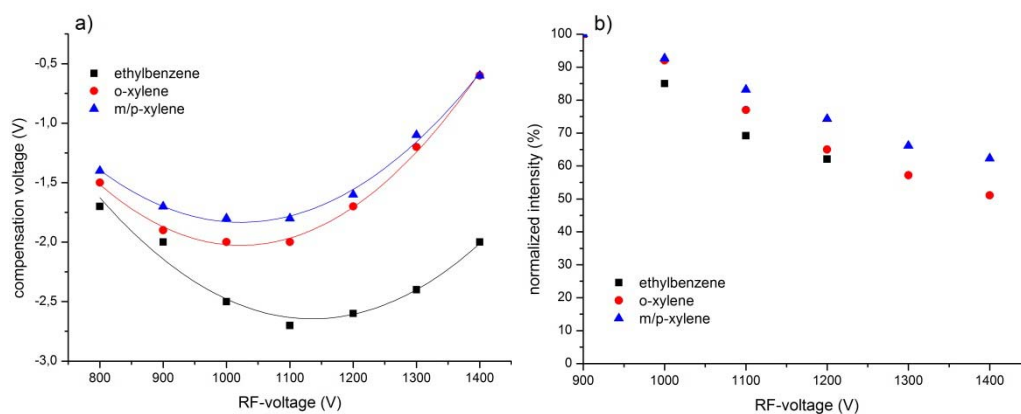 a)
-0,5
-1,0
-1,5
-2,0
-2,5
-3,0
compensation voltage (V)
ethylbenzene
o-xylene
m/p-xylene
800 900 1000 1100 1200 1300 1400
RF-voltage (V)
b)
100
90
80
70
60
50
40
30
20
10
0
normalized intensity (%)
ethylbenzene
o-xylene
m/p-xylene
900 1000 1100 1200 1300 1400
RF-voltage (V)